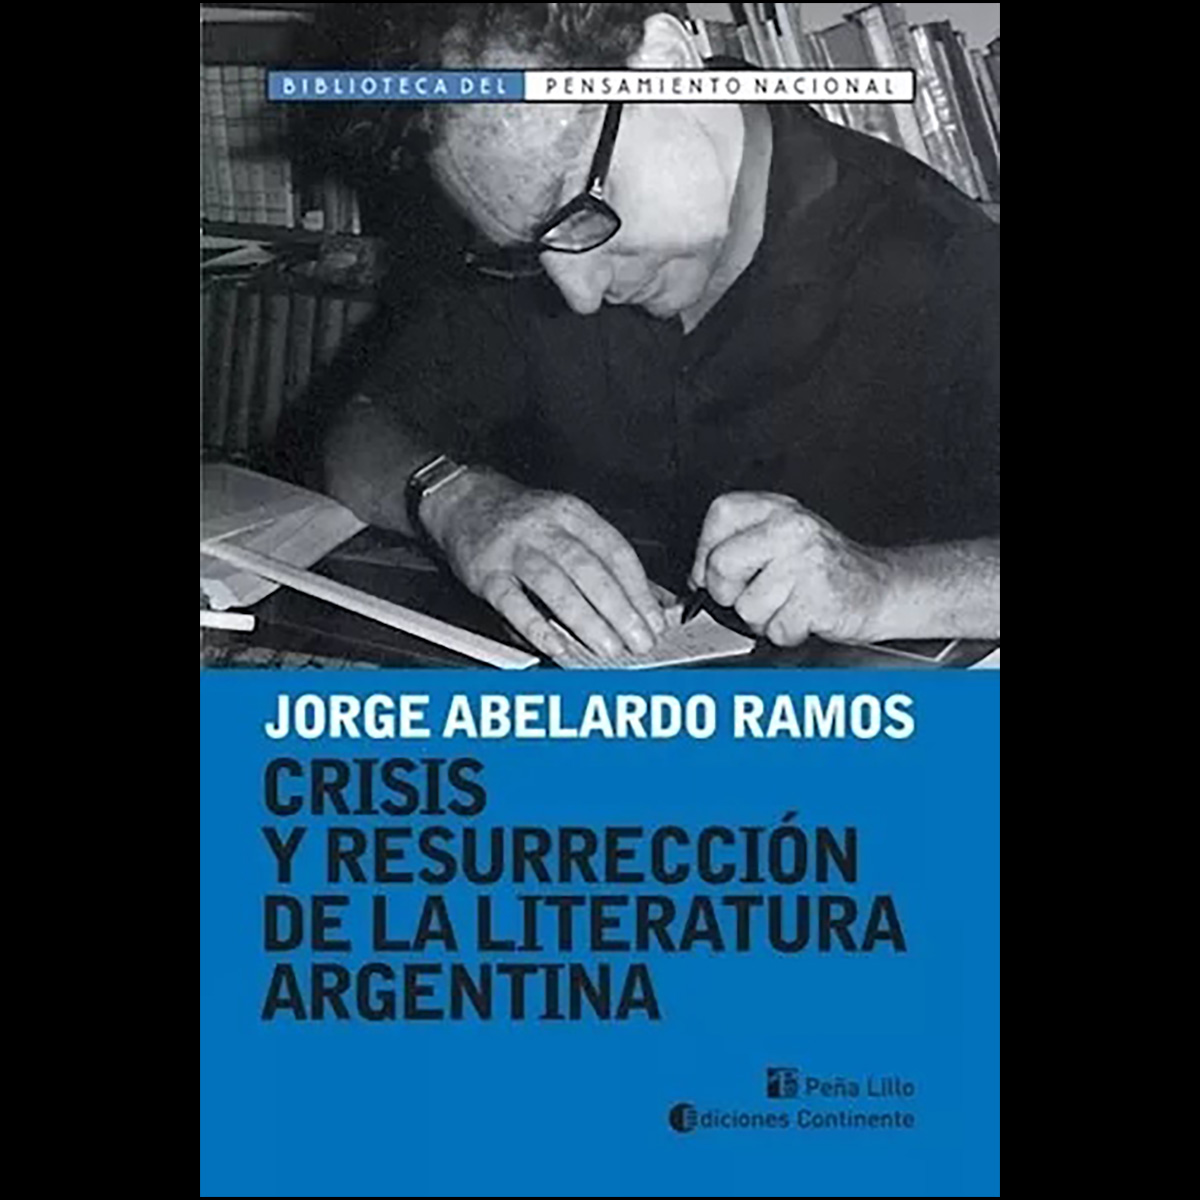 BIBLIOTECA DEL PENSAMIENTO NACIONAL
JORGE ABELARDO RAMOS
CRISIS
Y RESURRECCIÓN
DE LA LITERATURA
ARGENTINA
Peña Lillo
Ediciones Continente